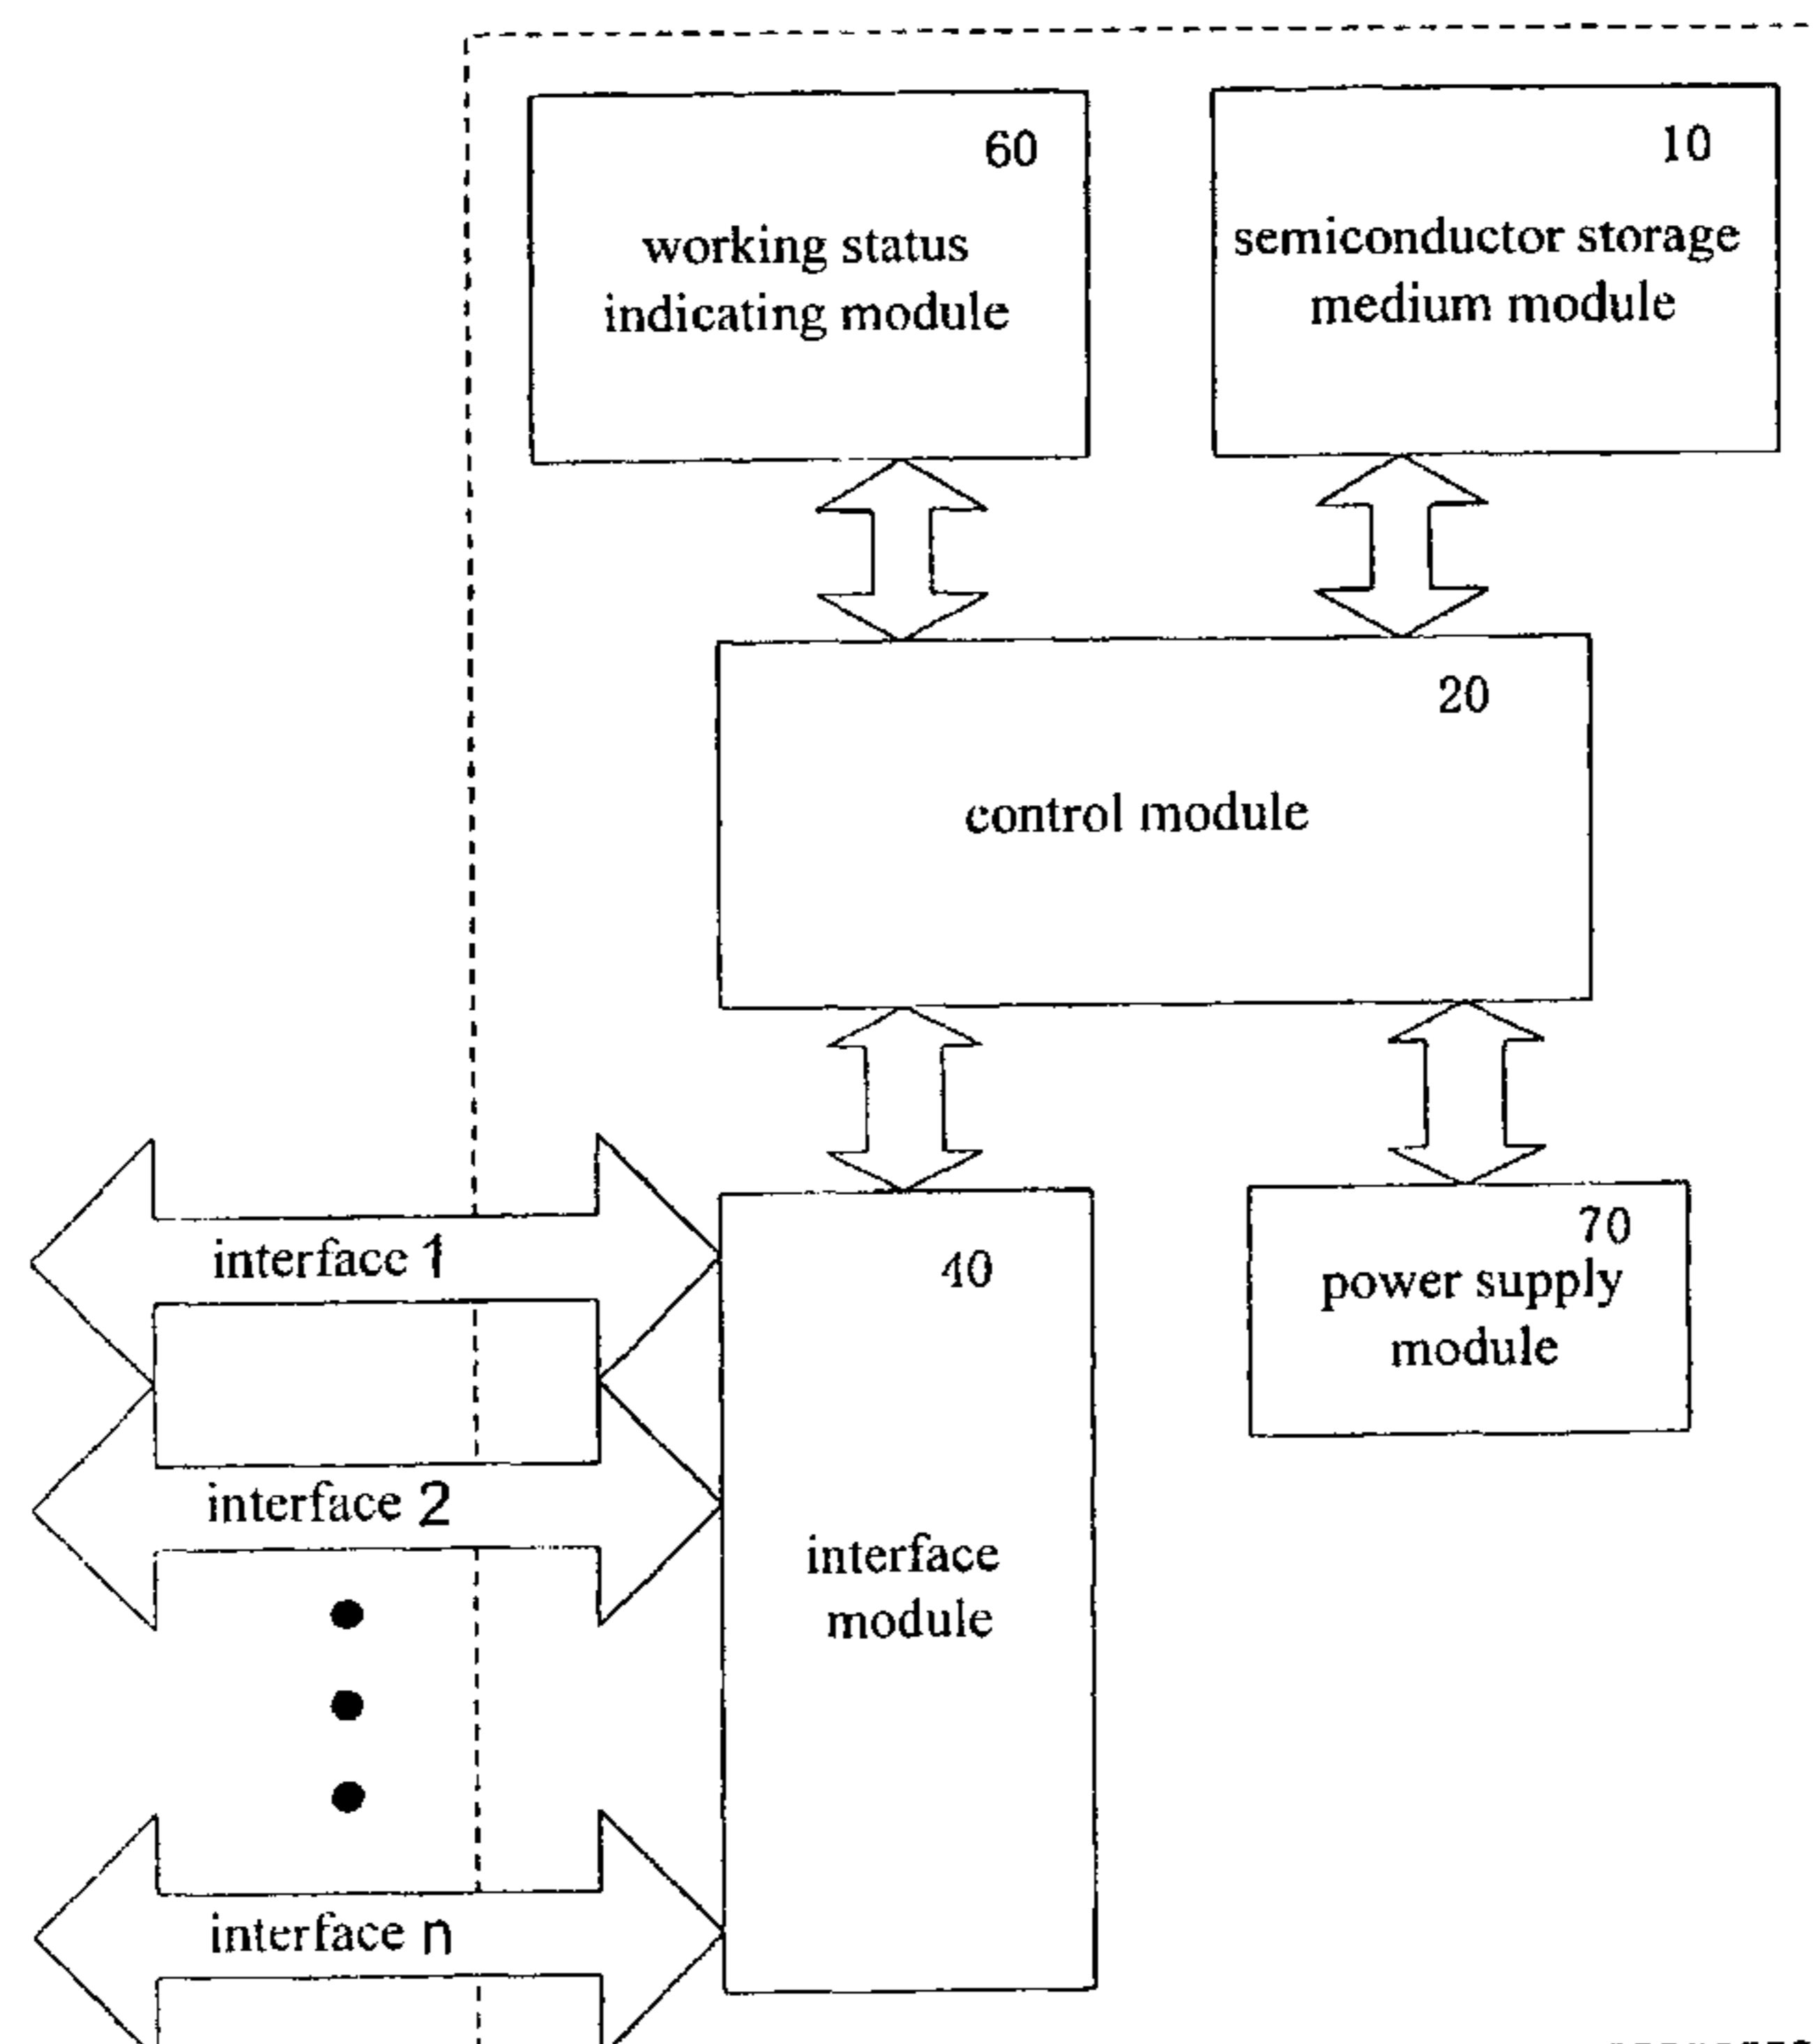 60
working status
indicating module
10
semiconductor storage
medium module
20
control module
interface 1
interface 2
interface n
40
interface
module
70
power supply
module